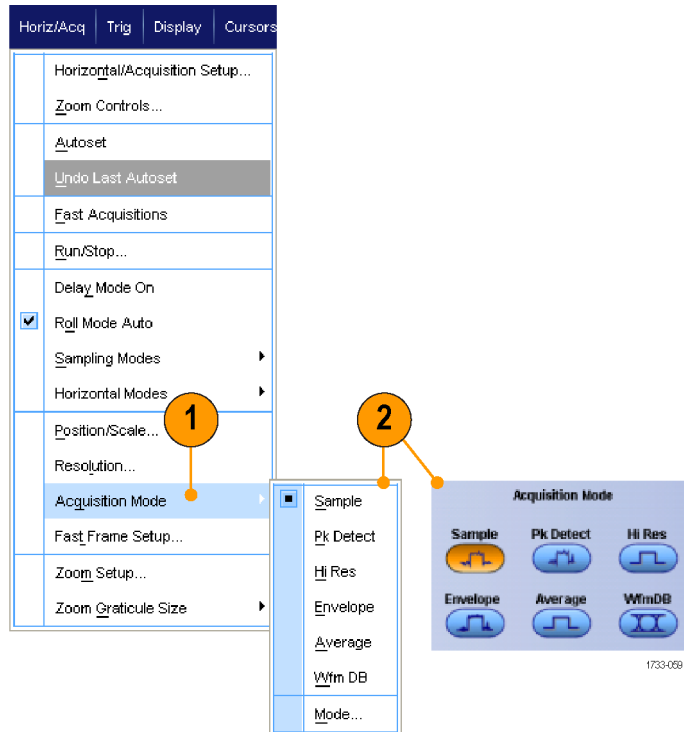 Horiz/Acq Trig Display Cursors
Horizontal/Acquisition Setup...
Zoom Controls...
Autoset
Undo Last Autoset
Fast Acquisitions
Run/Stop...
Delay Mode On
Roll Mode Auto
Sampling Modes
Horizontal Modes
1
Position/Scale...
Resolution...
Acquisition Mode
Fast Frame Setup...
Zoom Setup...
Zoom Graticule Size
2
Sample
Pk Detect
Hi Res
Envelope
Average
Wfm DB
Mode...
Acquisition Mode
Sample Pk Detect Hi Res
Envelope Average WfmDB
1733-059